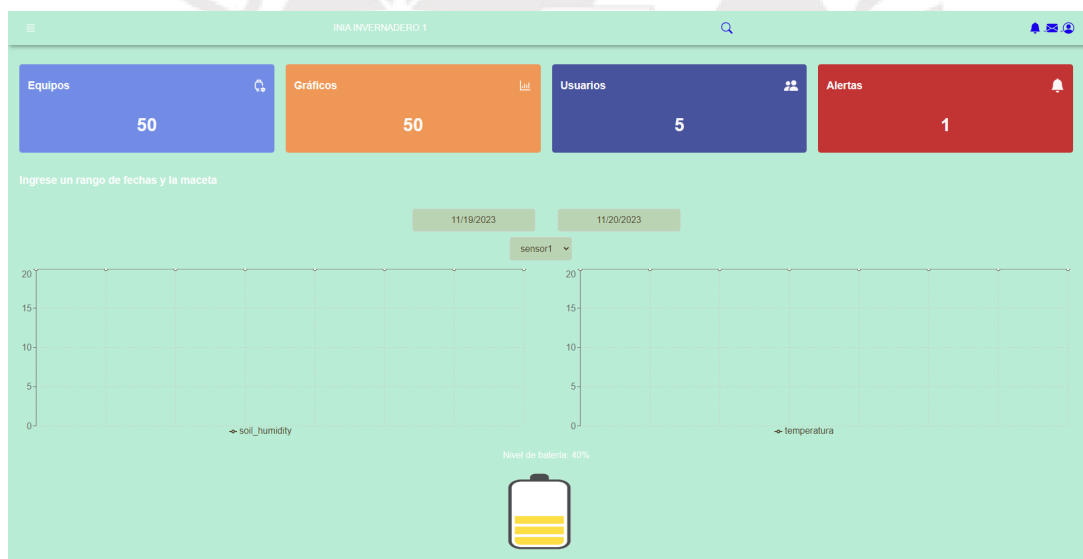 INIA INVERNADERO 1
Equipos
50
Gráficos
50
Usuarios
5
Alertas
1
Ingrese un rango de fechas y la maceta
11/19/2023 11/20/2023
sensor1
20
15
10
5
0
soil_humidity
20
15
10
5
0
temperatura
Nivel de batería: 40%